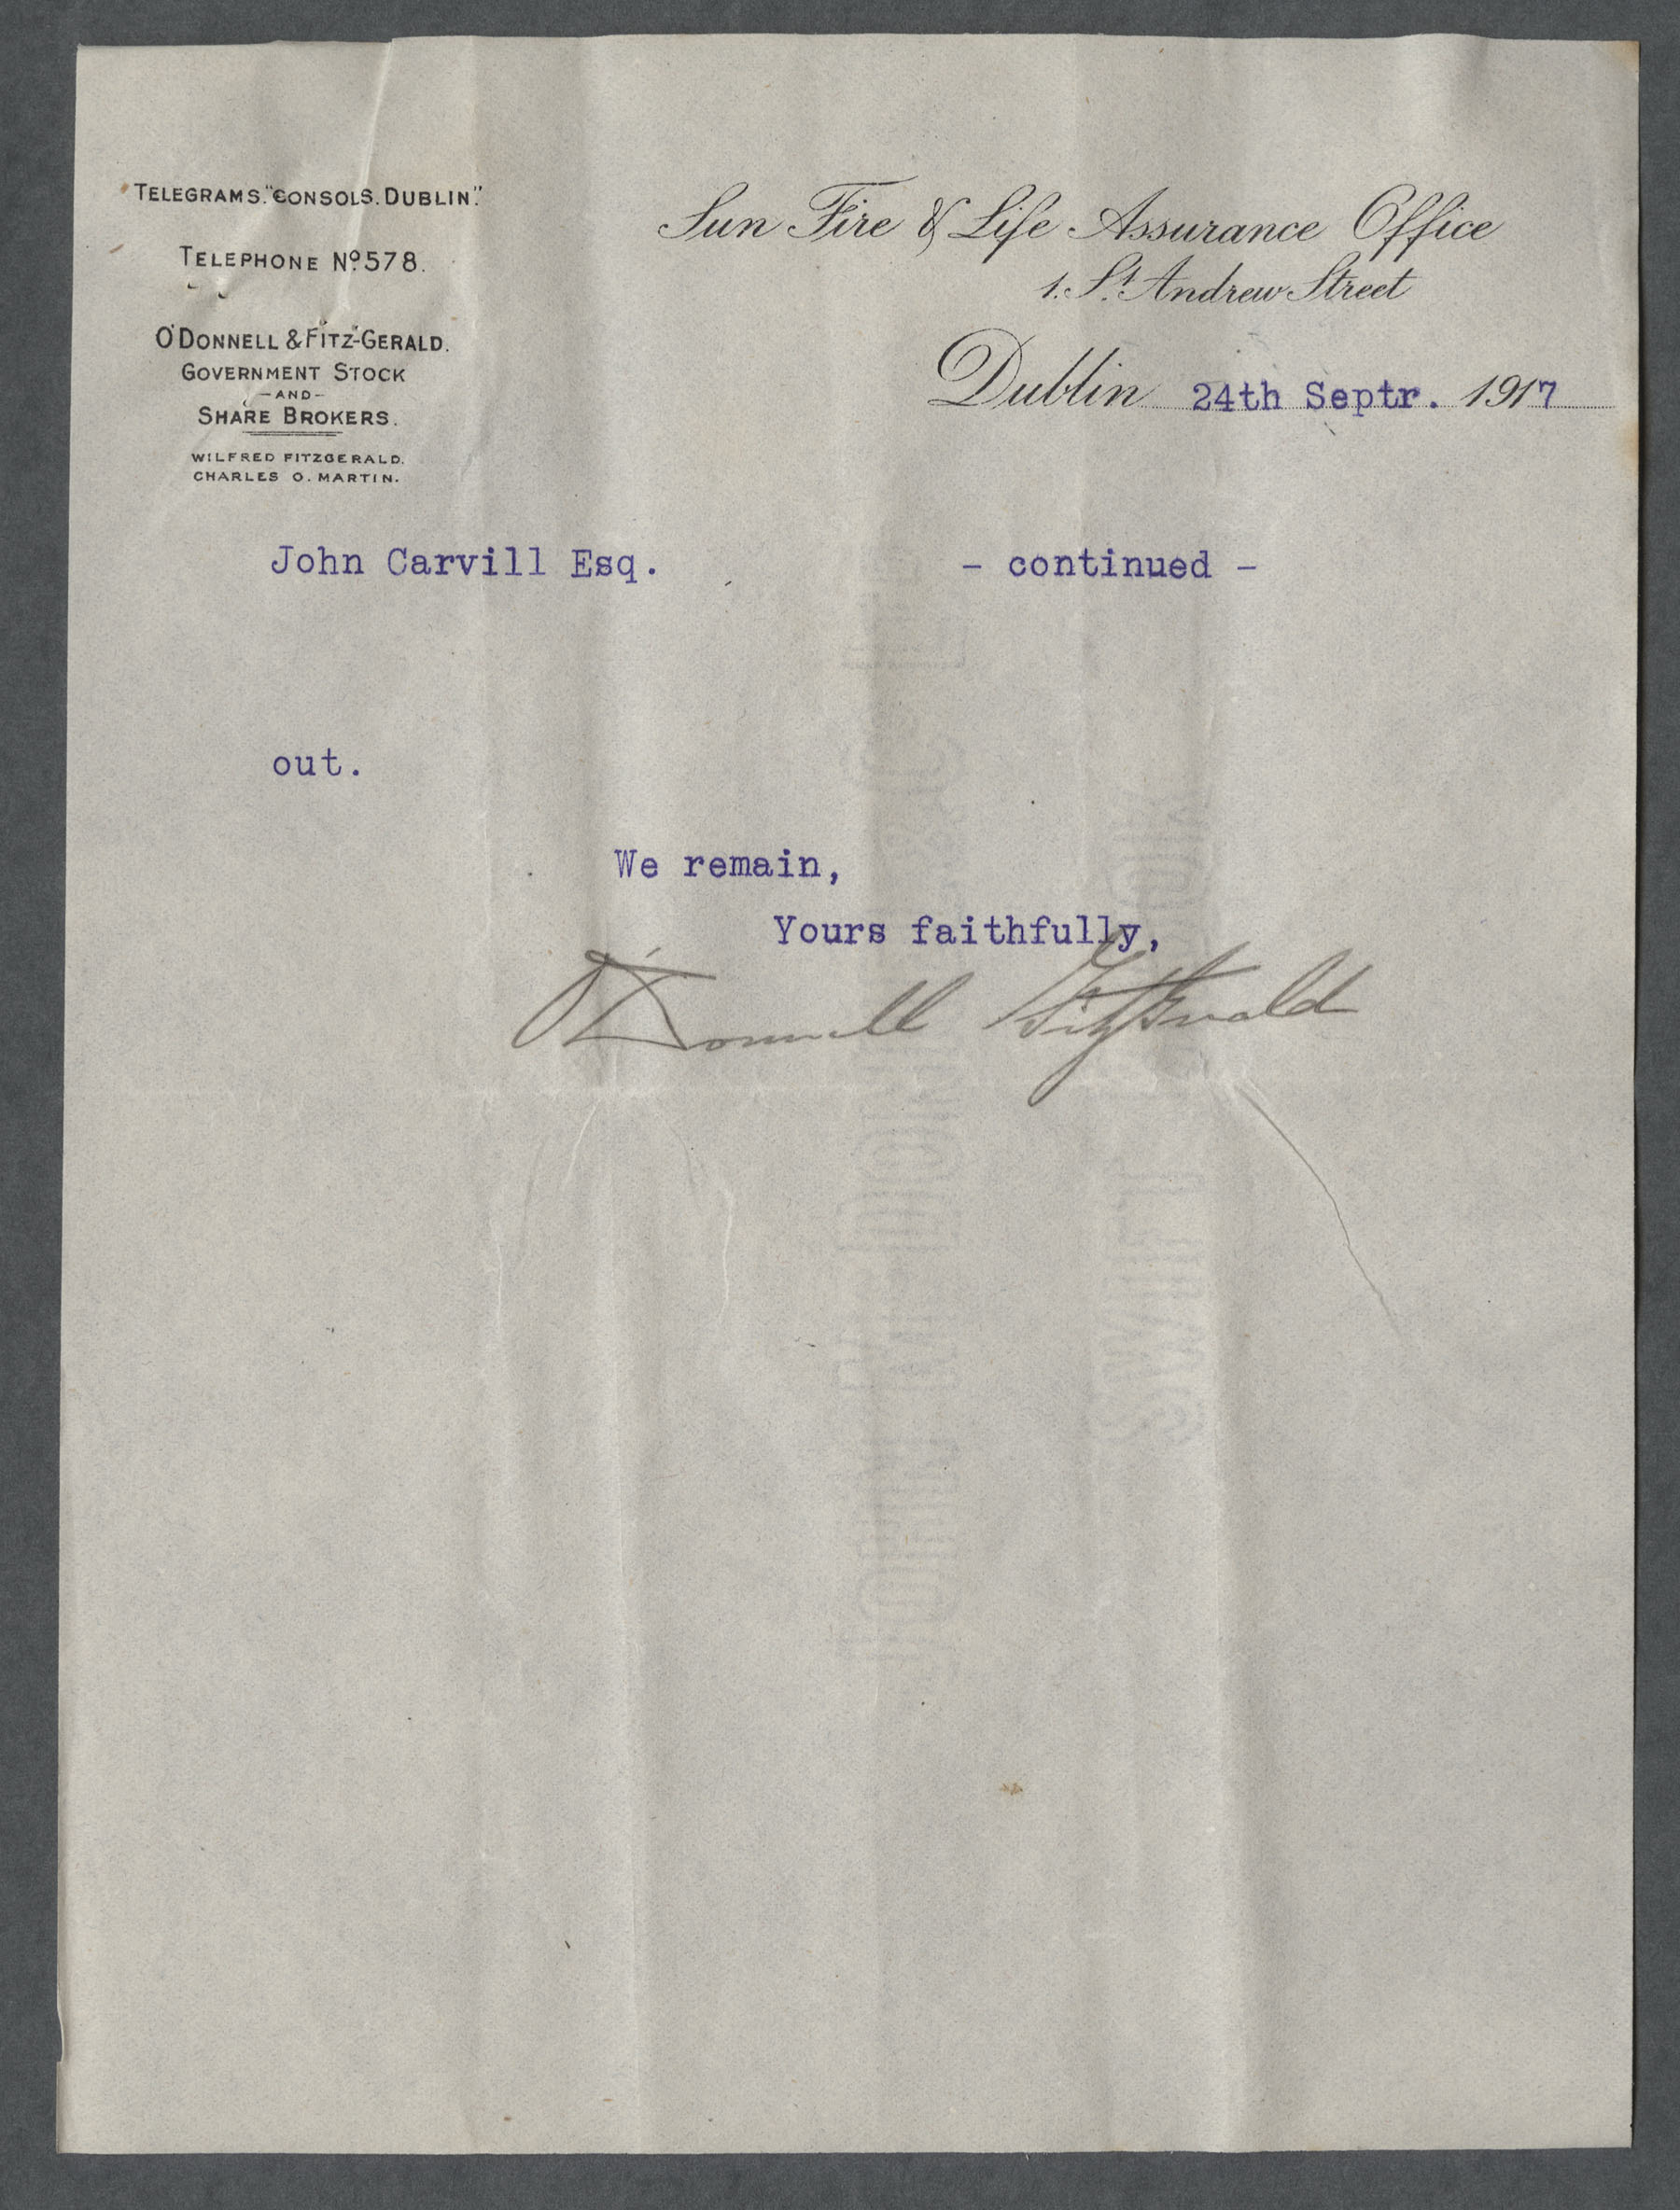 TELEGRAMS. "CONSOLS. DUBLIN."
TELEPHONE Nº 578.
O'DONNELL & FITZ-GERALD.
GOVERNMENT STOCK
-AND-
SHARE BROKERS.
WILFRED FITZGERALD.
CHARLES O. MARTIN.
Sun Fire & Life Assurance Office
1. St. Andrew Street
Dublin 24th Septr. 1917
John Carvill Esq. - continued -
out.
We remain,
Yours faithfully,
O'Donnell FitzGerald